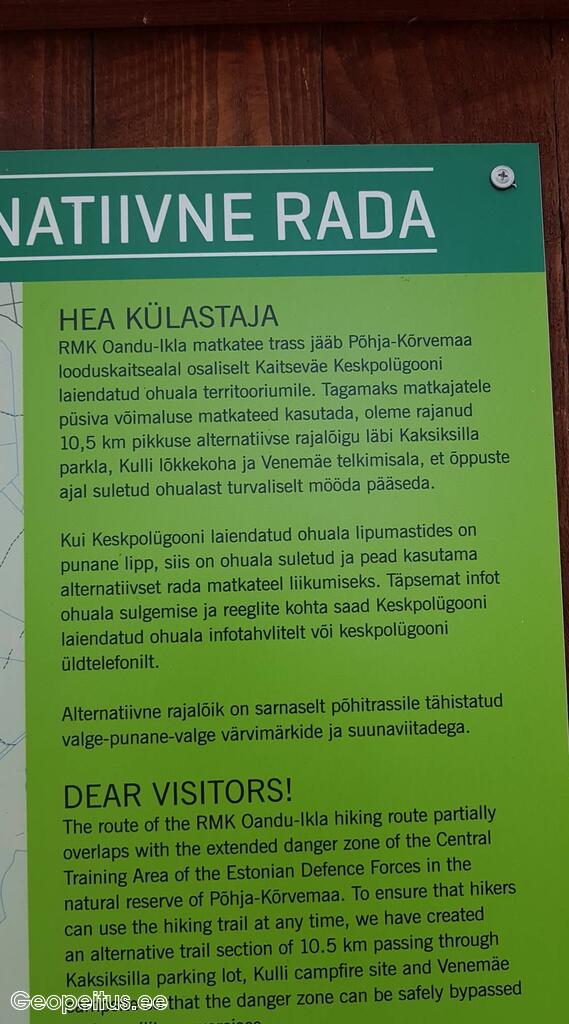 NATIIVNE RADA
HEA KÜLASTAJA
RMK Oandu-Ikla matkatee trass jääb Põhja-Kõrvemaa
looduskaitsealal osaliselt Kaitseväe Keskpolügooni
laiendatud ohuala territooriumile. Tagamaks matkajatele
püsiva võimaluse matkateed kasutada, oleme rajanud
10,5 km pikkuse alternatiivse rajalõigu läbi Kaksiksilla
parkla, Kulli lõkkekoha ja Venemäe telkimisala, et õppuste
ajal suletud ohualast turvaliselt mööda pääseda.
Kui Keskpolügooni laiendatud ohuala lipumastides on
punane lipp, siis on ohuala suletud ja pead kasutama
alternatiivset rada matkateel liikumiseks. Täpsemat infot
ohuala sulgemise ja reeglite kohta saad Keskpolügooni
laiendatud ohuala infotahvlitelt või keskpolügooni
üldtelefonilt.
Alternatiivne rajalõik on sarnaselt põhitrassile tähistatud
valge-punane-valge värvimärkide ja suunaviitadega.
DEAR VISITORS!
The route of the RMK Oandu-Ikla hiking route partially
overlaps with the extended danger zone of the Central
Training Area of the Estonian Defence Forces in the
natural reserve of Põhja-Kõrvemaa. To ensure that hikers
can use the hiking trail at any time, we have created
an alternative trail section of 10.5 km passing through
Kaksiksilla parking lot, Kulli campfire site and Venemäe
that the danger zone can be safely bypassed
Geopeitus.ee